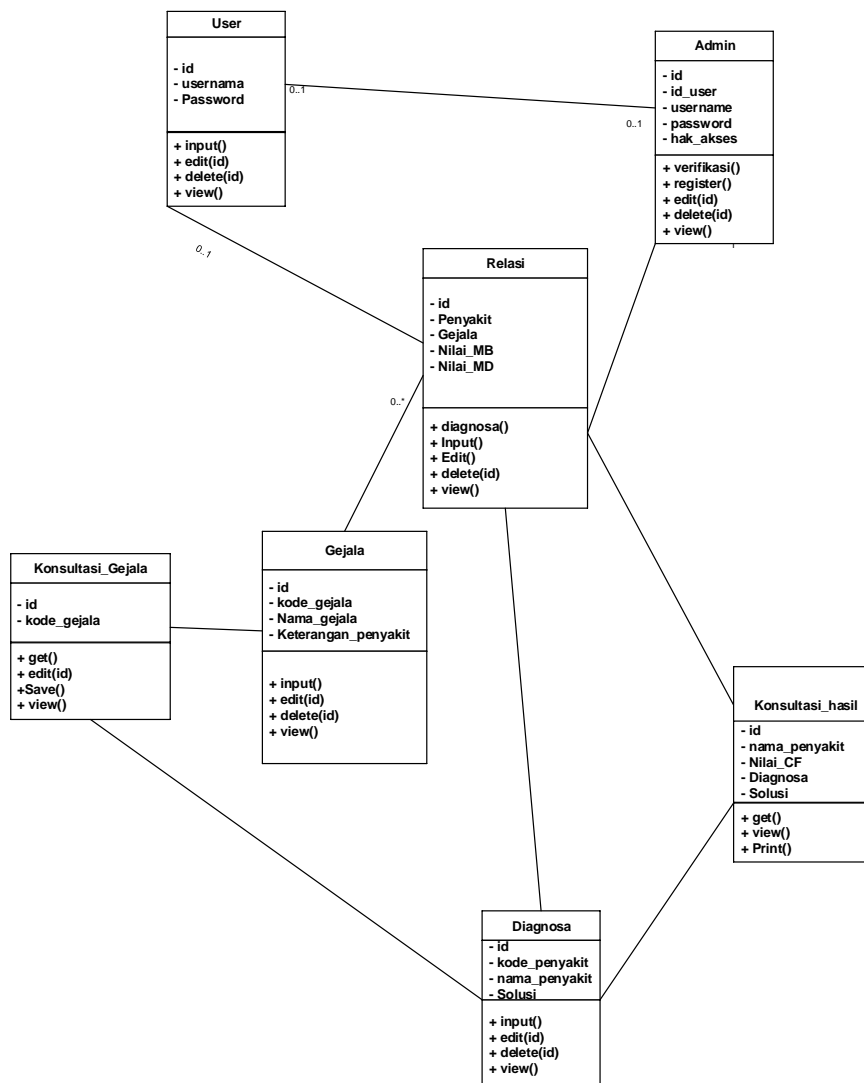 User
- id
- usernama
- Password
+ input()
+ edit(id)
+ delete(id)
+ view()
0..1
0..1
Admin
- id
- id_user
- username
- password
- hak_akses
+ verifikasi()
+ register()
+ edit(id)
+ delete(id)
+ view()
0..1
Relasi
- id
- Penyakit
- Gejala
- Nilai_MB
- Nilai_MD
+ diagnosa()
+ Input()
+ Edit()
+ delete(id)
+ view()
0..*
Gejala
- id
- kode_gejala
- Nama_gejala
- Keterangan_penyakit
+ input()
+ edit(id)
+ delete(id)
+ view()
Konsultasi_Gejala
- id
- kode_gejala
+ get()
+ edit(id)
+Save()
+ view()
Konsultasi_hasil
- id
- nama_penyakit
- Nilai_CF
- Diagnosa
- Solusi
+ get()
+ view()
+ Print()
Diagnosa
- id
- kode_penyakit
- nama_penyakit
- Solusi
+ input()
+ edit(id)
+ delete(id)
+ view()